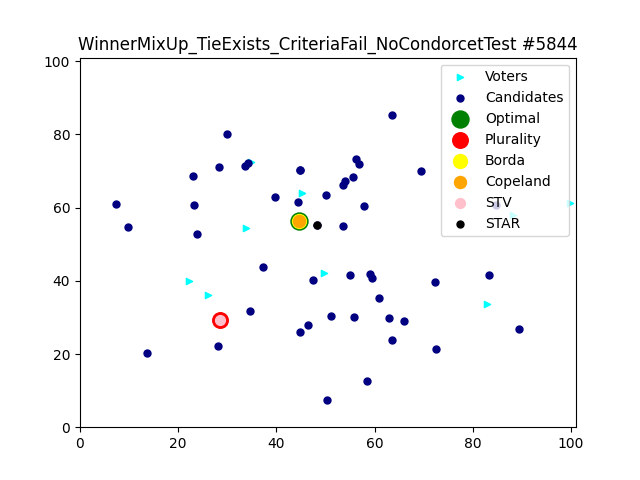 WinnerMixUp_TieExists_CriteriaFail_NoCondorcetTest #5844
100
80
60
40
20
0
0 20 40 60 80 100
Voters
Candidates
Optimal
Plurality
Borda
Copeland
STV
STAR